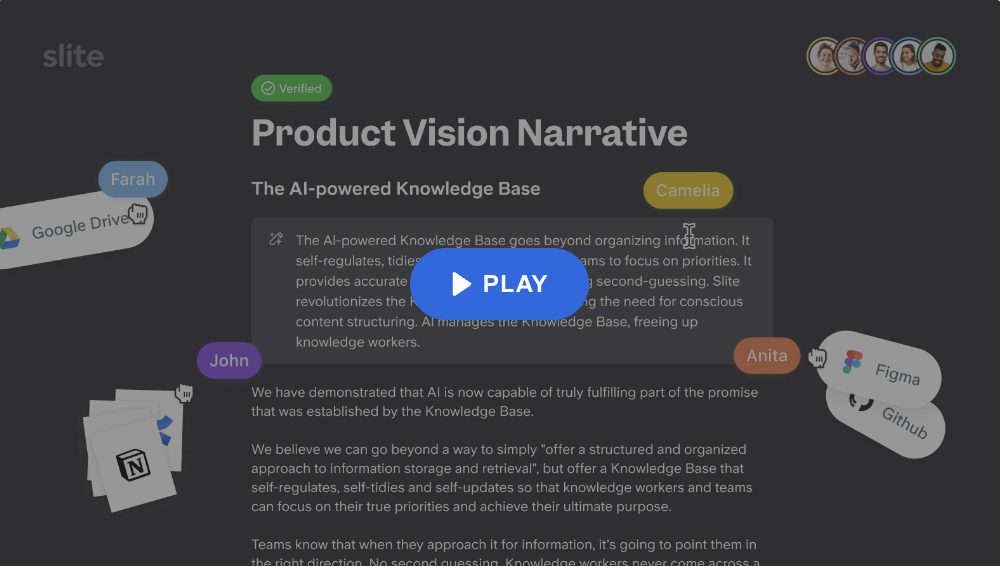 slite
Verified
Product Vision Narrative
Farah
The AI-powered Knowledge Base
Camelia
Google Drive
The AI-powered Knowledge Base goes beyond organizing information. It
self-regulates, tidies ams to focus on priorities. It
provides accurate second-guessing. Slite
PLAY
revolutionizes the the need for conscious
content structuring. AI manages the Knowledge Base, freeing up
knowledge workers.
John
Anita
Figma
Github
We have demonstrated that AI is now capable of truly fulfilling part of the promise
that was established by the Knowledge Base.
We believe we can go beyond a way to simply "offer a structured and organized
approach to information storage and retrieval", but offer a Knowledge Base that
self-regulates, self-tidies and self-updates so that knowledge workers and teams
can focus on their true priorities and achieve their ultimate purpose.
Teams know that when they approach it for information, it's going to point them in
the right direction. No second guessing. Knowledge workers never come across a